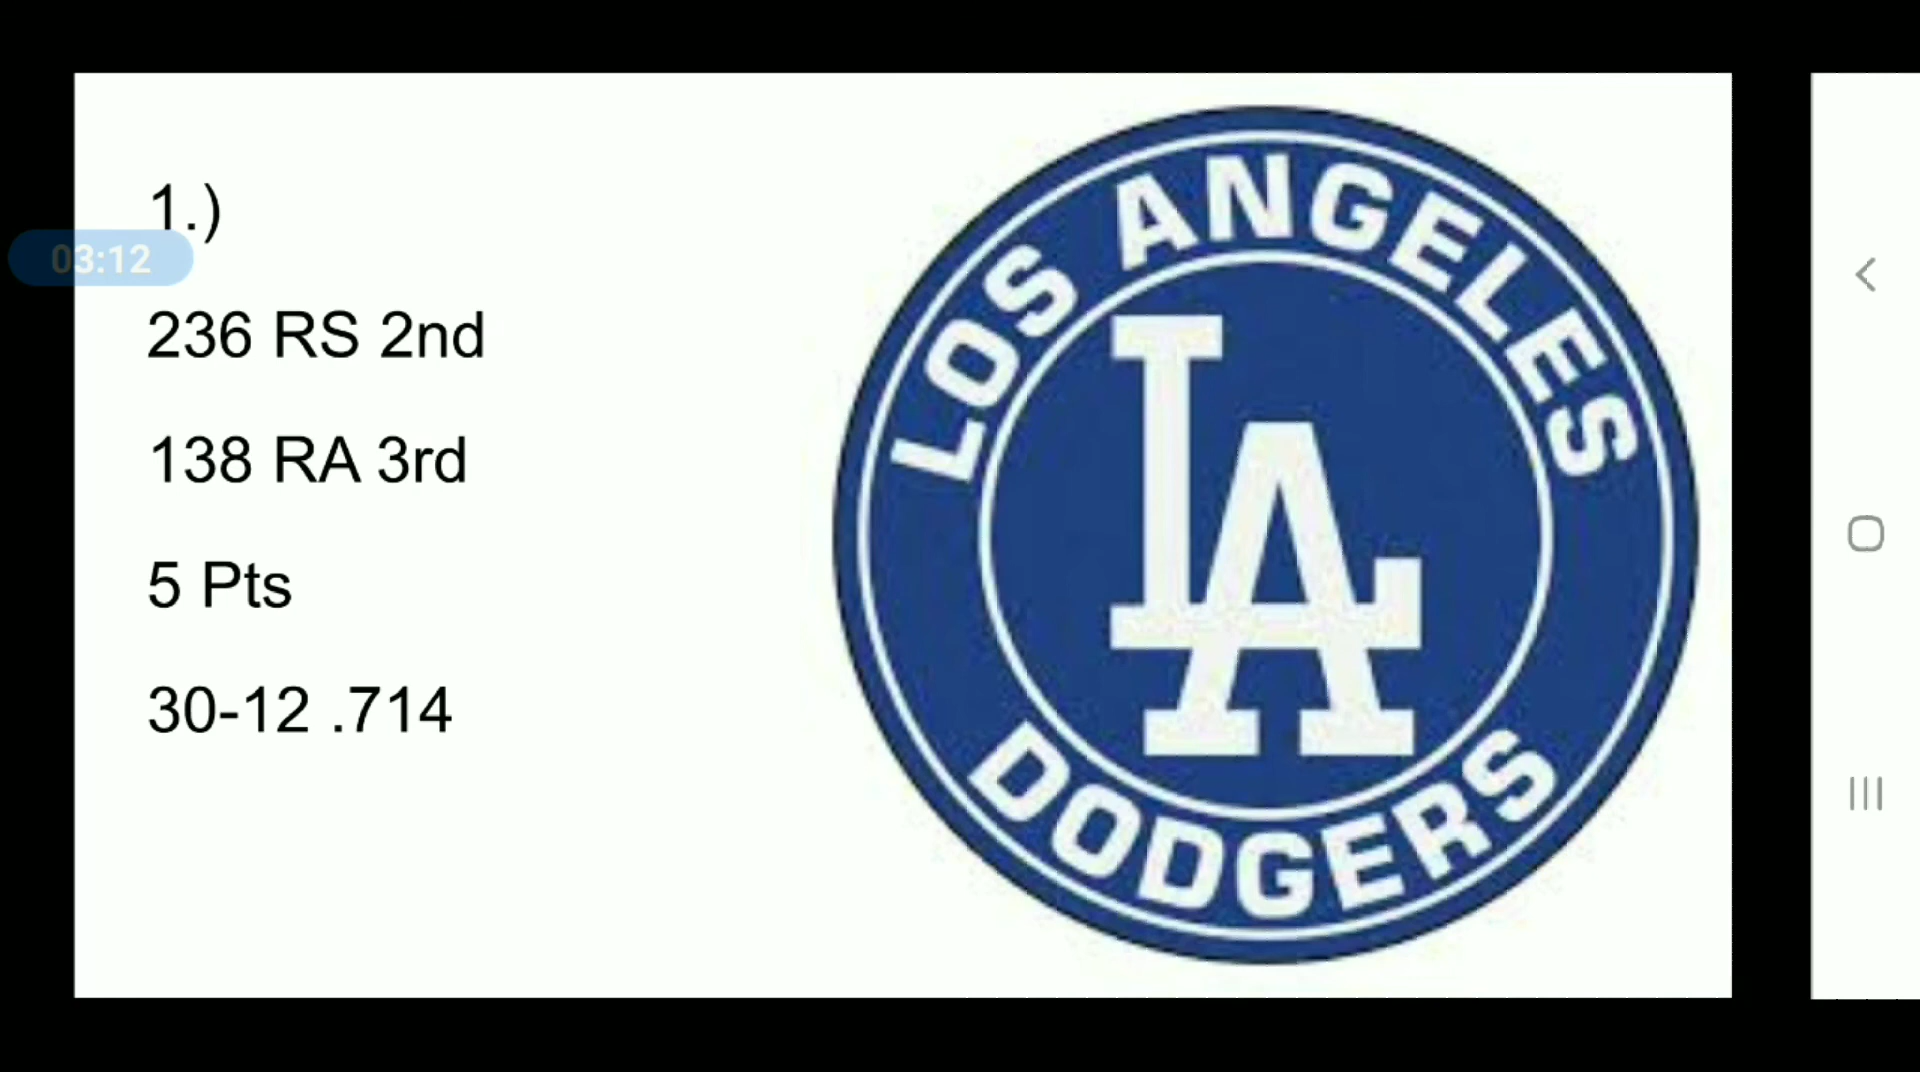 1.)
03:12
236 RS 2nd
138 RA 3rd
5 Pts
30-12 .714
LOS ANGELES
LA
DODGERS